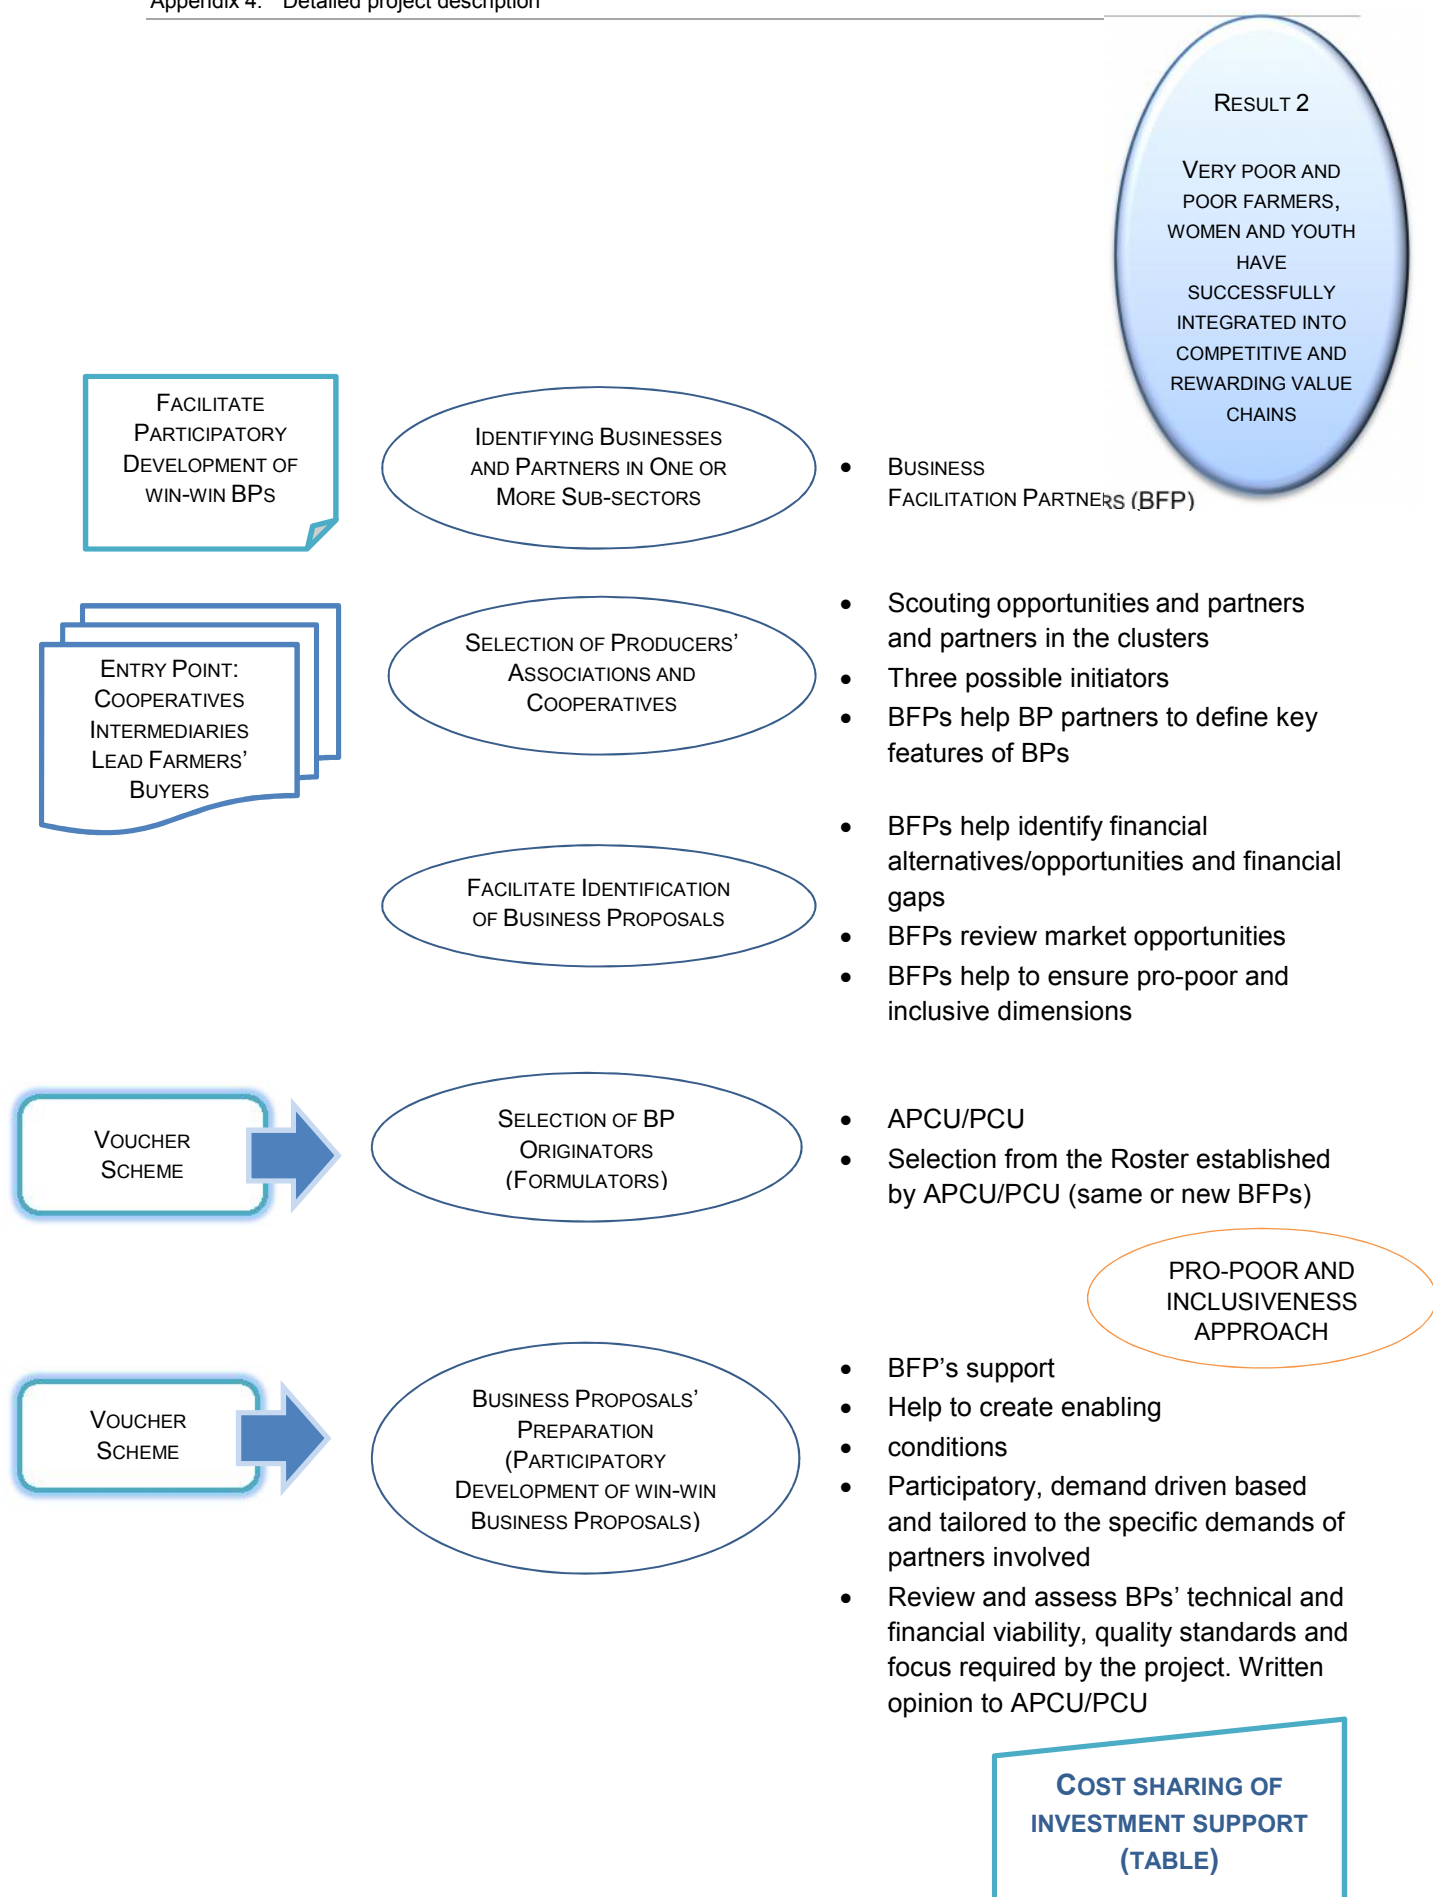 Appendix 4: Detailed project description
RESULT 2
VERY POOR AND
POOR FARMERS,
WOMEN AND YOUTH
HAVE
SUCCESSFULLY
INTEGRATED INTO
COMPETITIVE AND
REWARDING VALUE
CHAINS
FACILITATE
PARTICIPATORY
DEVELOPMENT OF
WIN-WIN BPS
IDENTIFYING BUSINESSES
AND PARTNERS IN ONE OR
MORE SUB-SECTORS
• BUSINESS
FACILITATION PARTNERS (BFP)
ENTRY POINT:
COOPERATIVES
INTERMEDIARIES
LEAD FARMERS’
BUYERS
SELECTION OF PRODUCERS’
ASSOCIATIONS AND
COOPERATIVES
• Scouting opportunities and partners
and partners in the clusters
• Three possible initiators
• BFPs help BP partners to define key
features of BPs
FACILITATE IDENTIFICATION
OF BUSINESS PROPOSALS
• BFPs help identify financial
alternatives/opportunities and financial
gaps
• BFPs review market opportunities
• BFPs help to ensure pro-poor and
inclusive dimensions
VOUCHER
SCHEME
SELECTION OF BP
ORIGINATORS
(FORMULATORS)
• APCU/PCU
• Selection from the Roster established
by APCU/PCU (same or new BFPs)
PRO-POOR AND
INCLUSIVENESS
APPROACH
VOUCHER
SCHEME
BUSINESS PROPOSALS’
PREPARATION
(PARTICIPATORY
DEVELOPMENT OF WIN-WIN
BUSINESS PROPOSALS)
• BFP’s support
• Help to create enabling
• conditions
• Participatory, demand driven based
and tailored to the specific demands of
partners involved
• Review and assess BPs’ technical and
financial viability, quality standards and
focus required by the project. Written
opinion to APCU/PCU
COST SHARING OF
INVESTMENT SUPPORT
(TABLE)